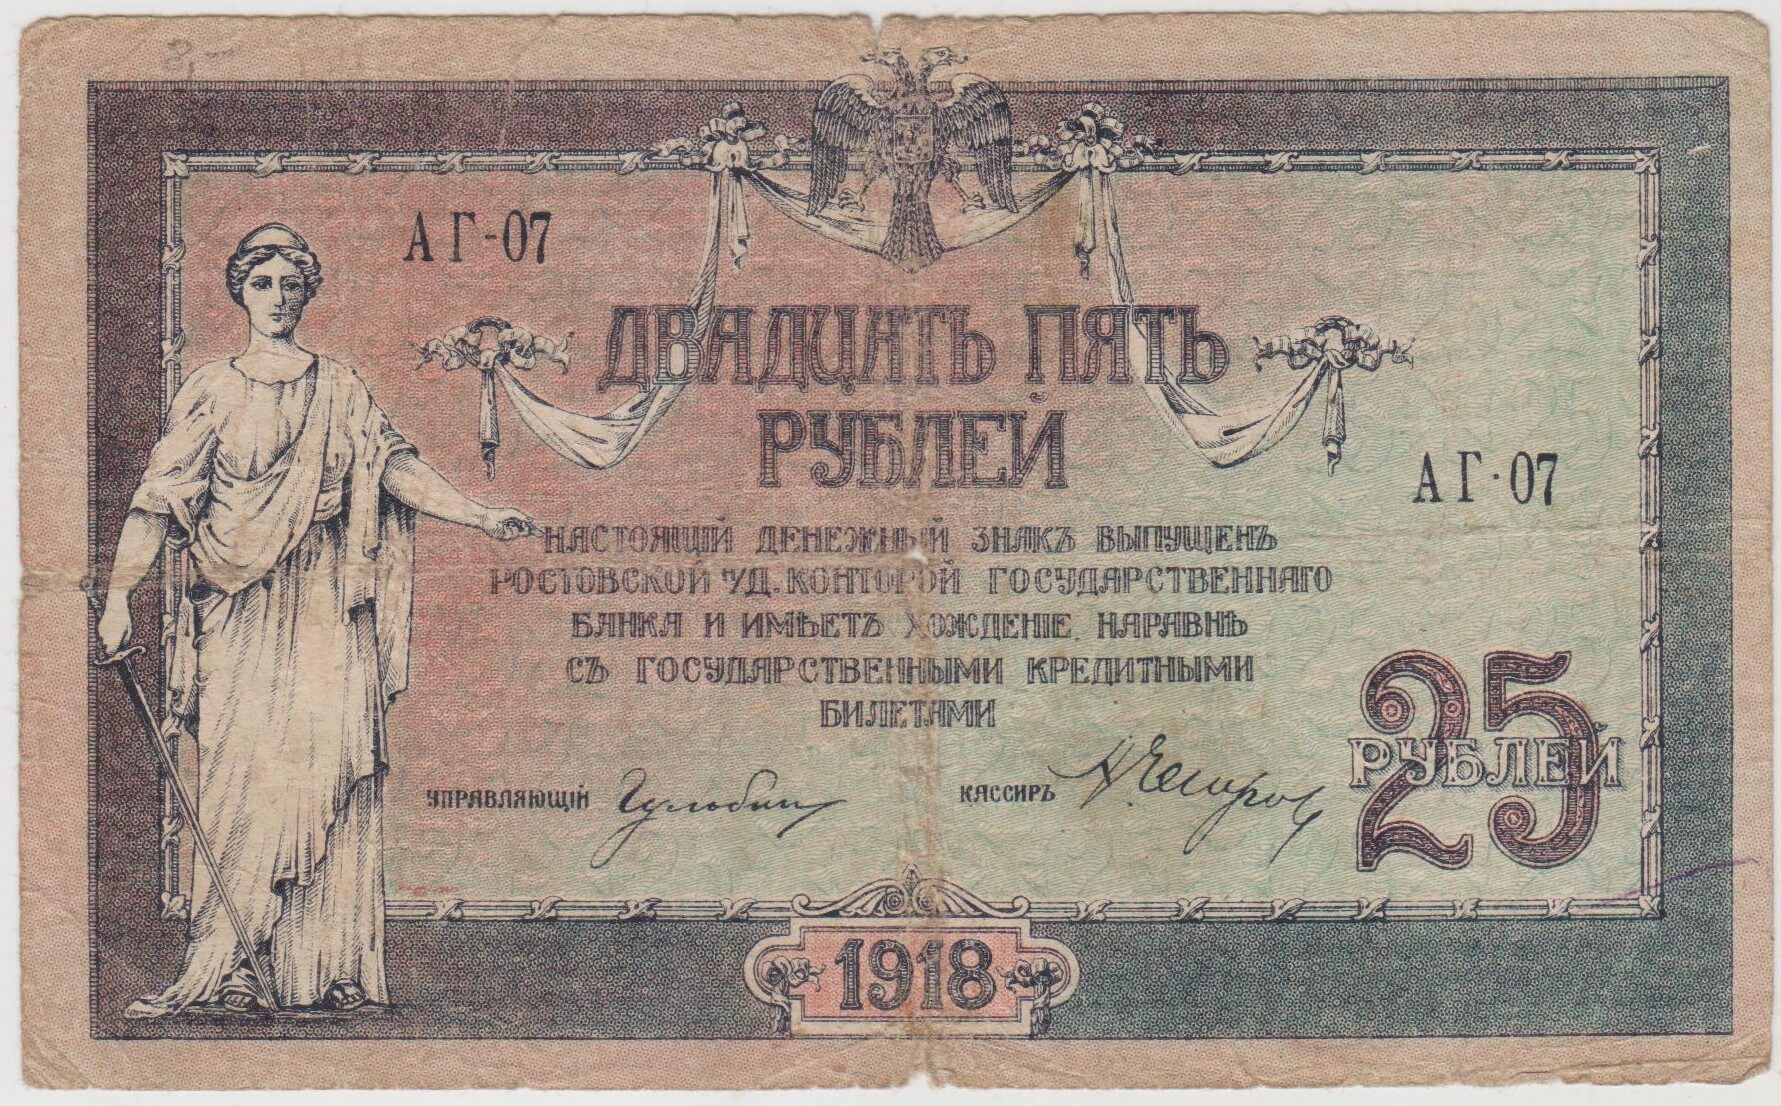 АГ-07
ДВАДЦАТЬ ПЯТЬ
РУБЛЕЙ
АГ-07
НАСТОЯЩІЙ ДЕНЕЖНЫЙ ЗНАКЪ ВЫПУЩЕНЪ
РОСТОВСКОЙ н/Д. КОНТОРОЙ ГОСУДАРСТВЕННАГО
БАНКА И ИМѢЕТЪ ХОЖДЕНІЕ НАРАВНѢ
СЪ ГОСУДАРСТВЕННЫМИ КРЕДИТНЫМИ
БИЛЕТАМИ
25
РУБЛЕЙ
УПРАВЛЯЮЩІЙ
КАССИРЪ
1918